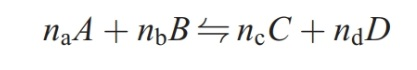 nₐA + n_bB ⇋ n_cC + n_dD